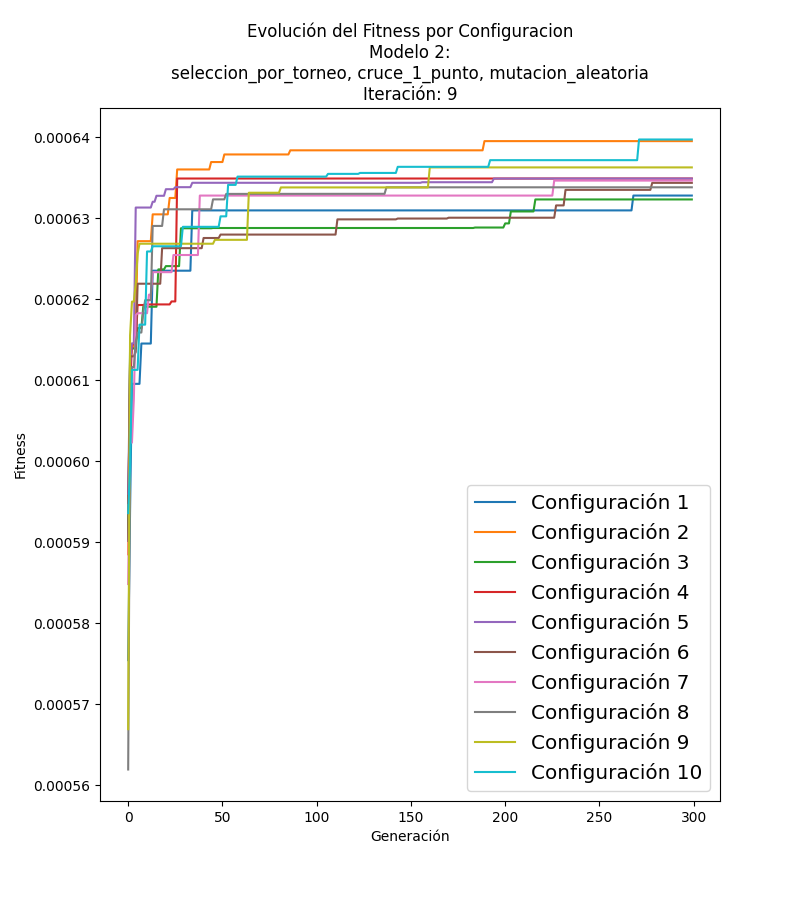 Evolución del Fitness por Configuracion
Modelo 2:
seleccion_por_torneo, cruce_1_punto, mutacion_aleatoria
Iteración: 9
0.00064
0.00063
0.00062
0.00061
0.00060
0.00059
0.00058
0.00057
0.00056
Fitness
Configuración 1
Configuración 2
Configuración 3
Configuración 4
Configuración 5
Configuración 6
Configuración 7
Configuración 8
Configuración 9
Configuración 10
0 50 100 150 200 250 300
Generación